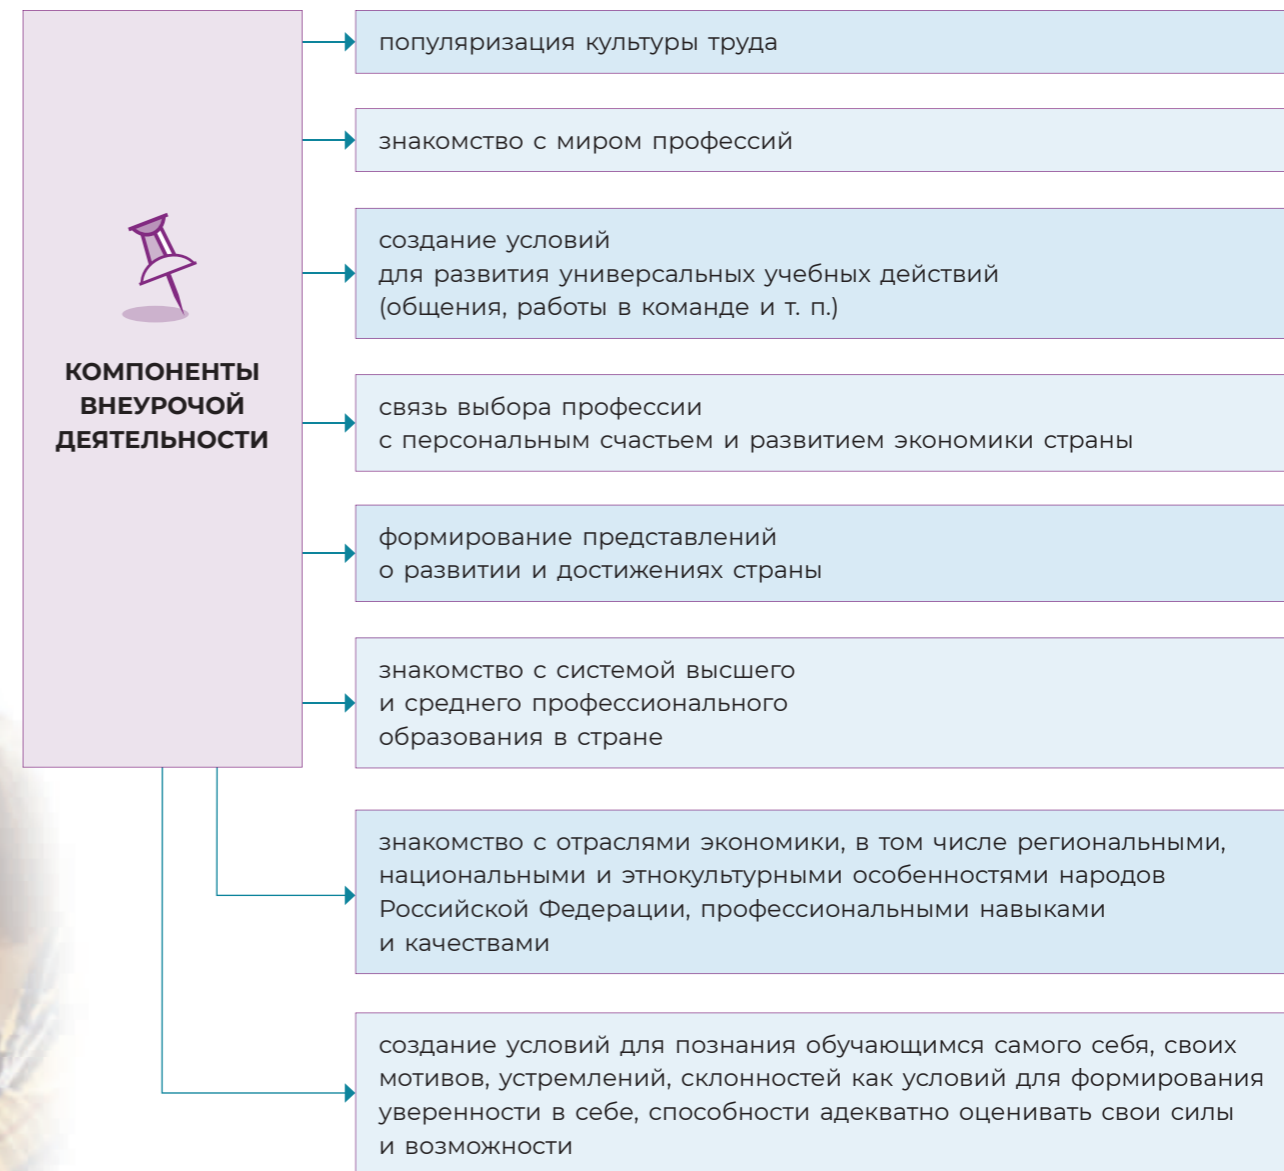 популяризация культуры труда
знакомство с миром профессий
создание условий
для развития универсальных учебных действий
(общения, работы в команде и т. п.)
КОМПОНЕНТЫ
ВНЕУРОЧОЙ
ДЕЯТЕЛЬНОСТИ
связь выбора профессии
с персональным счастьем и развитием экономики страны
формирование представлений
о развитии и достижениях страны
знакомство с системой высшего
и среднего профессионального
образования в стране
знакомство с отраслями экономики, в том числе региональными,
национальными и этнокультурными особенностями народов
Российской Федерации, профессиональными навыками
и качествами
создание условий для познания обучающимся самого себя, своих
мотивов, устремлений, склонностей как условий для формирования
уверенности в себе, способности адекватно оценивать свои силы
и возможности